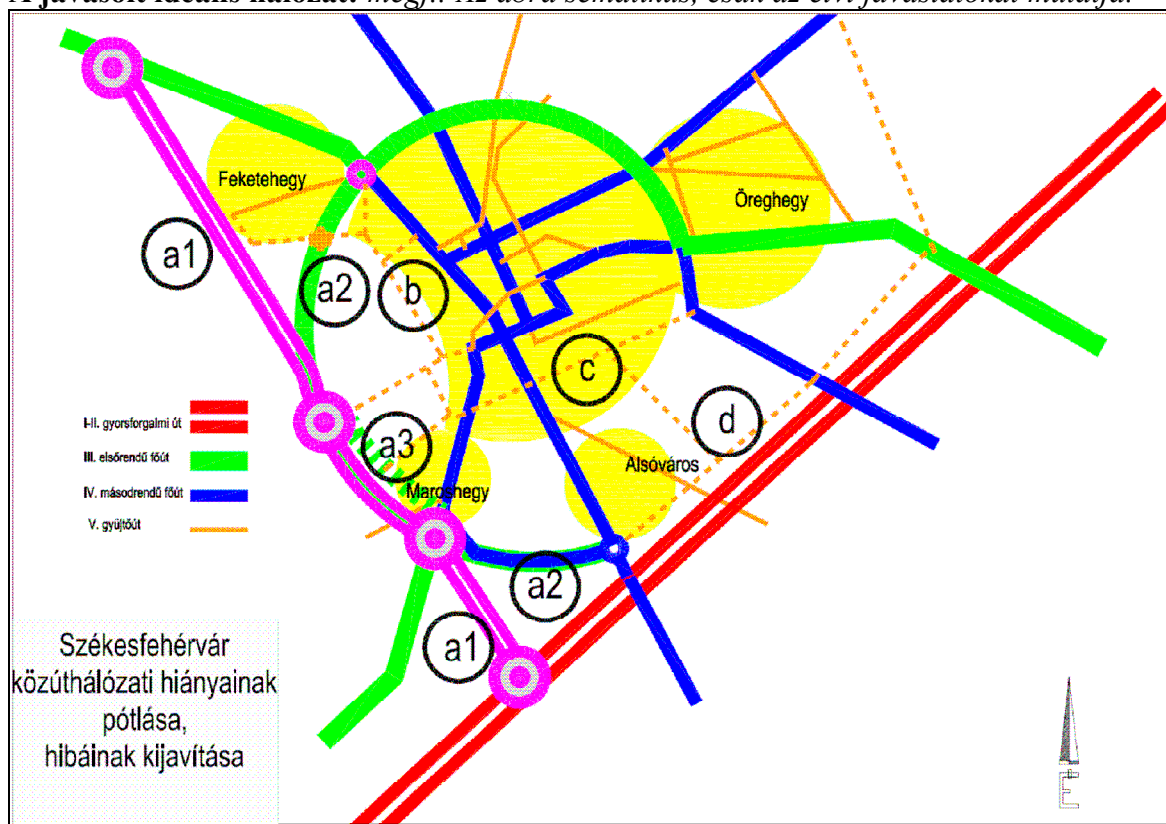 A javasolt ideális hálózat: megj.: Az ábra sematikus, csak az elvi javaslatokat mutatja!
Feketehegy
Öreghegy
a1
a2
b
c
I-II. gyorsforgalmi út
d
III. elsőrendű főút
a3
Alsóváros
Maroshegy
IV. másodrendű főút
V. gyűjtőút
a2
a1
Székesfehérvár
közúthálózati hiányainak
pótlása,
hibáinak kijavítása
É